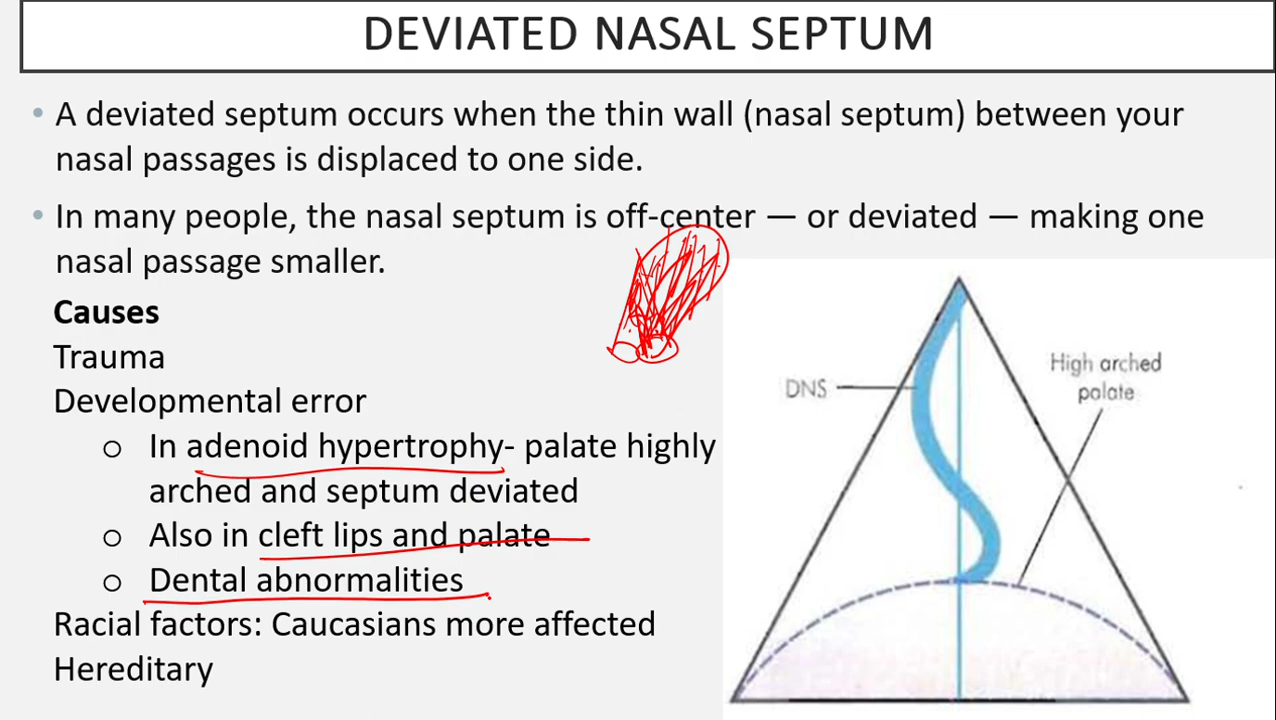 DEVIATED NASAL SEPTUM
• A deviated septum occurs when the thin wall (nasal septum) between your
nasal passages is displaced to one side.
• In many people, the nasal septum is off-center — or deviated — making one
nasal passage smaller.
Causes
Trauma
Developmental error
o In adenoid hypertrophy- palate highly
arched and septum deviated
o Also in cleft lips and palate
o Dental abnormalities
Racial factors: Caucasians more affected
Hereditary
DNS
High arched
palate